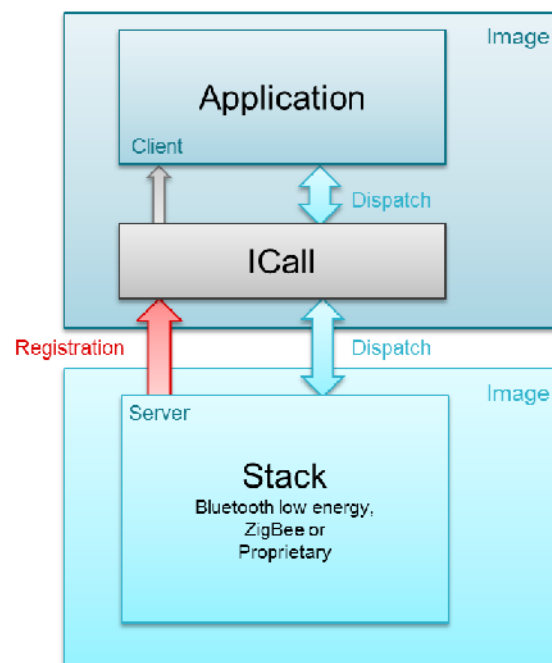 Image
Application
Client
Dispatch
ICall
Registration
Dispatch
Image
Server
Stack
Bluetooth low energy,
ZigBee or
Proprietary